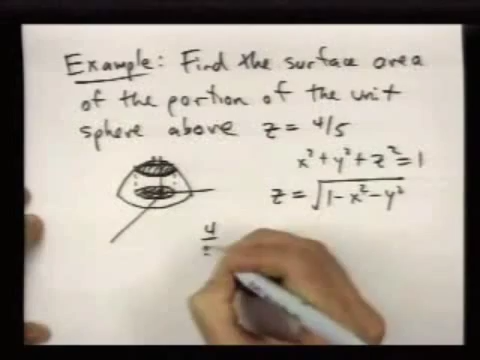 Example: Find the surface area
of the portion of the unit
sphere above z = 4/5
x² + y² + z² = 1
z = √(1 - x² - y²)
4